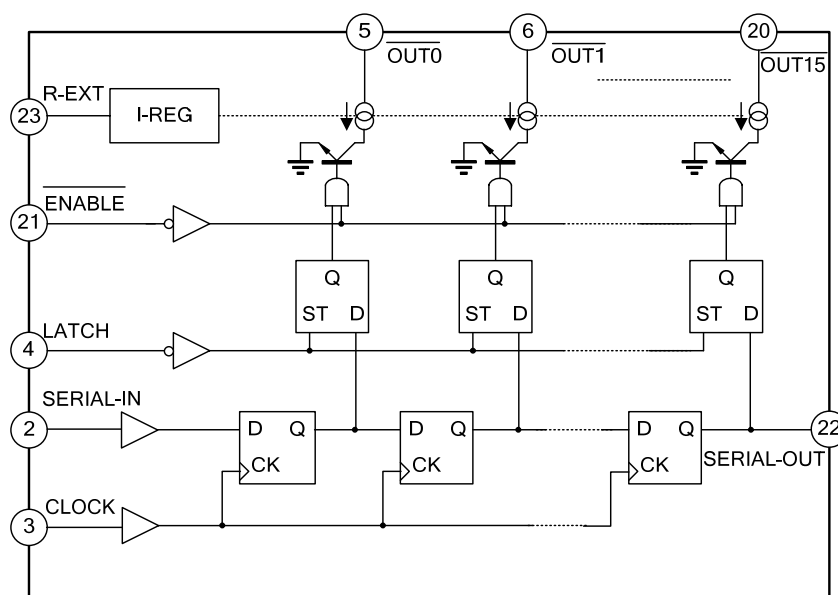 5
OUT0
6
OUT1
20
OUT15
R-EXT
23
I-REG
ENABLE
21
Q
ST D
Q
ST D
Q
ST D
LATCH
4
SERIAL-IN
2
D Q
CK
D Q
CK
D Q
CK
22
SERIAL-OUT
CLOCK
3